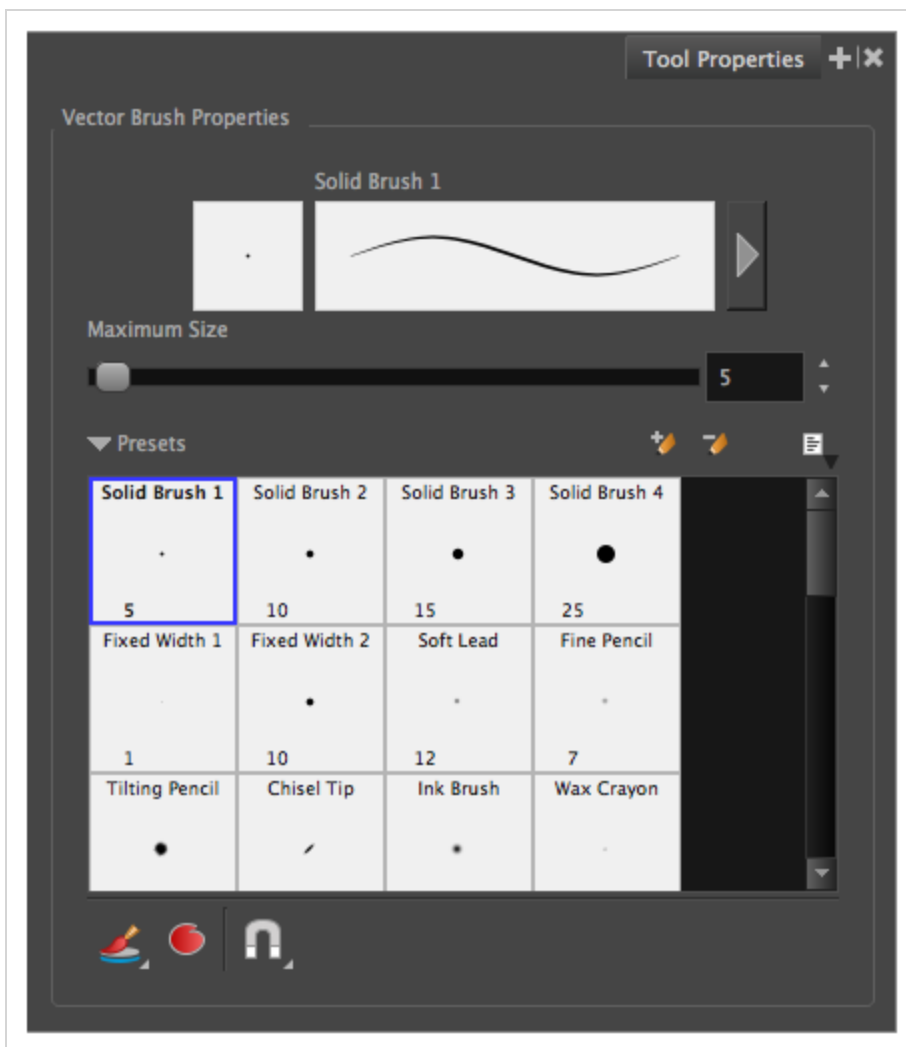 Tool Properties
Vector Brush Properties
Solid Brush 1
Maximum Size
5
Presets
Solid Brush 1 Solid Brush 2 Solid Brush 3 Solid Brush 4
5 10 15 25
Fixed Width 1 Fixed Width 2 Soft Lead Fine Pencil
1 10 12 7
Tilting Pencil Chisel Tip Ink Brush Wax Crayon